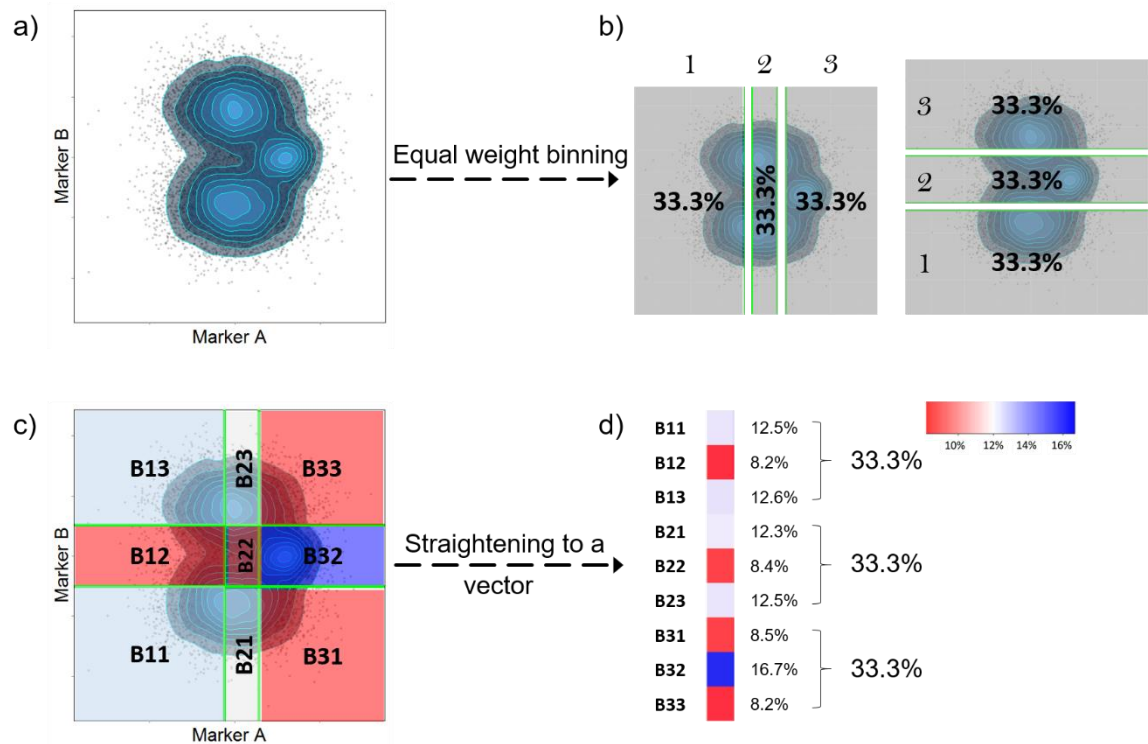 a)
Marker B
Marker A
Equal weight binning
b)
1 2 3
33.3% 33.3% 33.3%
3 33.3%
2 33.3%
1 33.3%
c)
B13 B23 B33
B12 B22 B32
B11 B21 B31
Marker B
Marker A
Straightening to a
vector
d)
10% 12% 14% 16%
B11 12.5%
B12 8.2% 33.3%
B13 12.6%
B21 12.3%
B22 8.4% 33.3%
B23 12.5%
B31 8.5%
B32 16.7% 33.3%
B33 8.2%